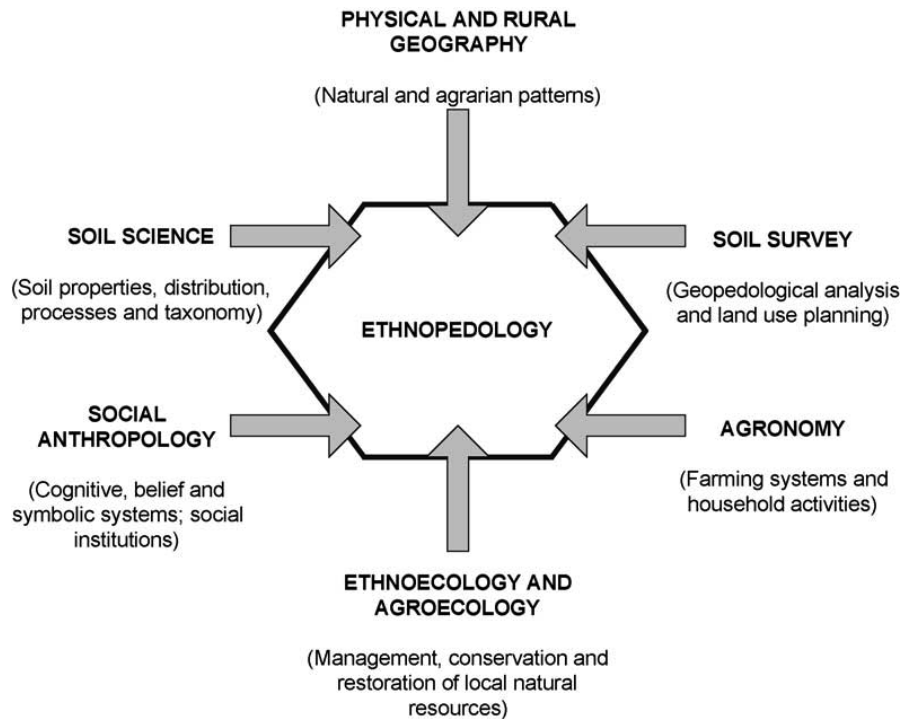 PHYSICAL AND RURAL
GEOGRAPHY
(Natural and agrarian patterns)
SOIL SCIENCE
(Soil properties, distribution,
processes and taxonomy)
SOIL SURVEY
(Geopedological analysis
and land use planning)
ETHNOPEDOLOGY
SOCIAL
ANTHROPOLOGY
(Cognitive, belief and
symbolic systems; social
institutions)
AGRONOMY
(Farming systems and
household activities)
ETHNOECOLOGY AND
AGROECOLOGY
(Management, conservation and
restoration of local natural
resources)